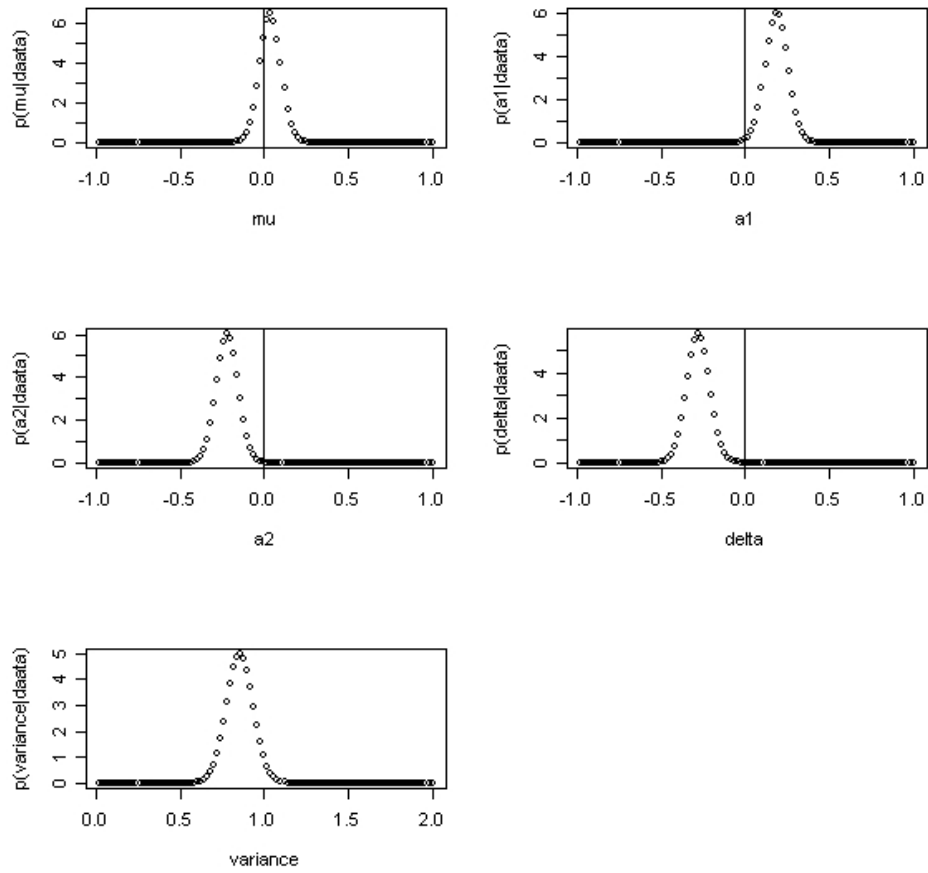 p(mu|daata)
0 2 4 6
-1.0 -0.5 0.0 0.5 1.0
mu
p(a1|daata)
0 2 4 6
-1.0 -0.5 0.0 0.5 1.0
a1
p(a2|daata)
0 2 4 6
-1.0 -0.5 0.0 0.5 1.0
a2
p(delta|daata)
0 2 4
-1.0 -0.5 0.0 0.5 1.0
delta
p(variance|daata)
0 1 2 3 4 5
0.0 0.5 1.0 1.5 2.0
variance